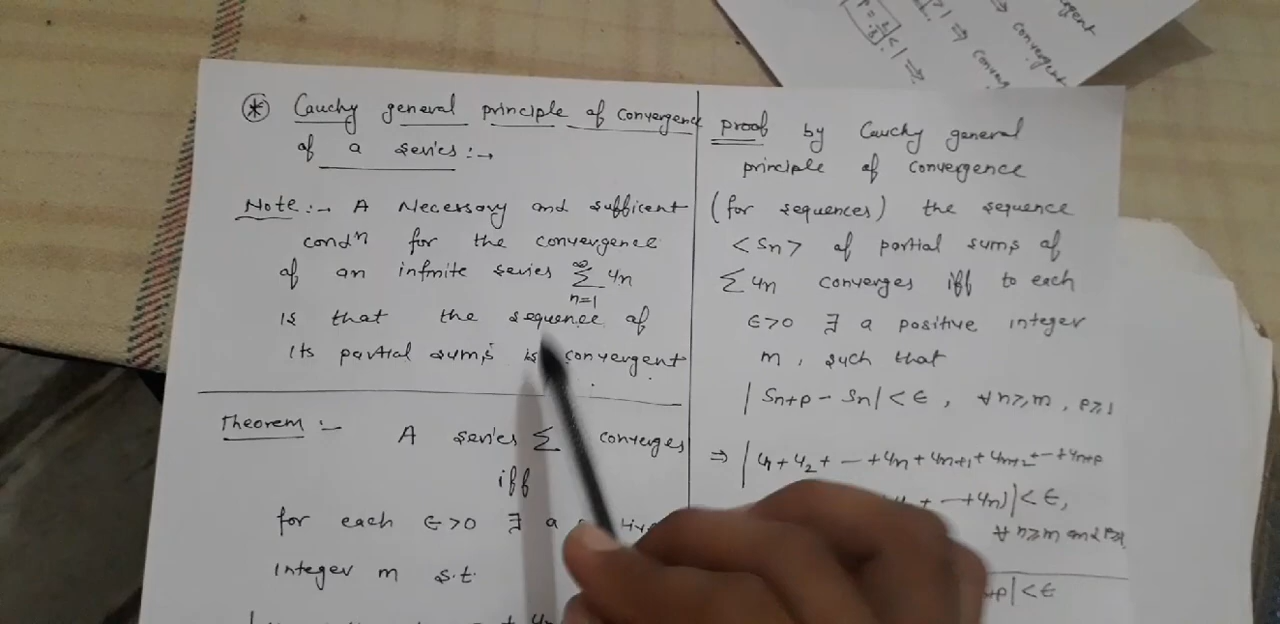 ⊛ Cauchy general principle of convergence
of a series :→
Note :- A Necessary and sufficent
condⁿ for the convergence
of an infinite series ∞∑n=1 un
is that the sequence of
its partial sums is convergent
Theorem :- A series ∑ converges
iff
for each ϵ>0 ∃ a
integer m s.t.
proof by Cauchy general
principle of convergence
(for sequences) the sequence
<Sn> of partial sums of
∑un converges iff to each
ϵ>0 ∃ a positive integer
m, such that
|Sn+p - Sn| < ϵ, ∀ n≥m, p≥1
⇒ |u1+u2+--+un+un+1+un+2+--+un+p
+--+un)| < ϵ,
∀ n≥m and p≥1
+p| < ϵ
convergent
<1 ⇒